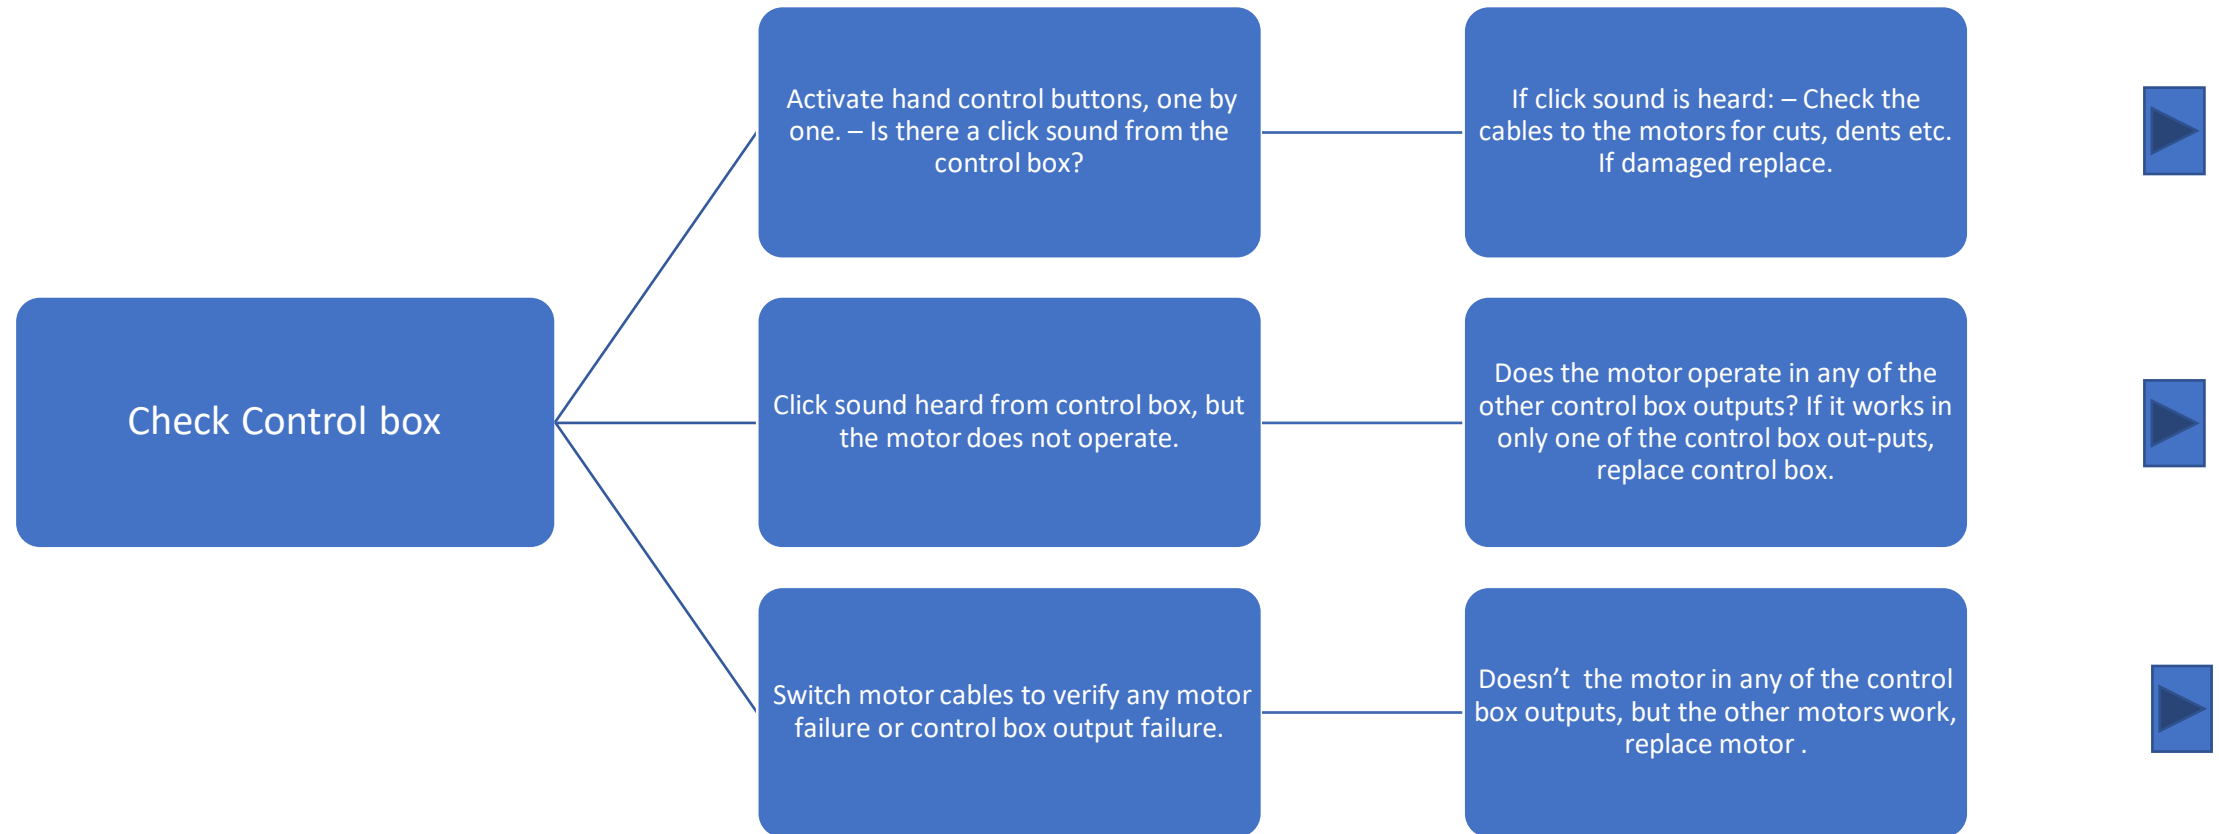 Check Control box
Activate hand control buttons, one by
one. – Is there a click sound from the
control box?
If click sound is heard: – Check the
cables to the motors for cuts, dents etc.
If damaged replace.
Click sound heard from control box, but
the motor does not operate.
Does the motor operate in any of the
other control box outputs? If it works in
only one of the control box out-puts,
replace control box.
Switch motor cables to verify any motor
failure or control box output failure.
Doesn’t  the motor in any of the control
box outputs, but the other motors work,
replace motor .